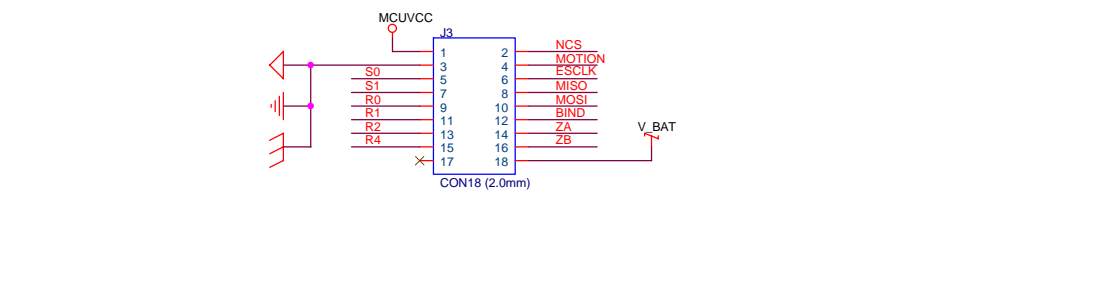 MCUVCC
J3
1 2 NCS
3 4 MOTION
S0 5 6 ESCLK
S1 7 8 MISO
R0 9 10 MOSI
R1 11 12 BIND
R2 13 14 ZA
R4 15 16 ZB
17 18
V_BAT
CON18 (2.0mm)